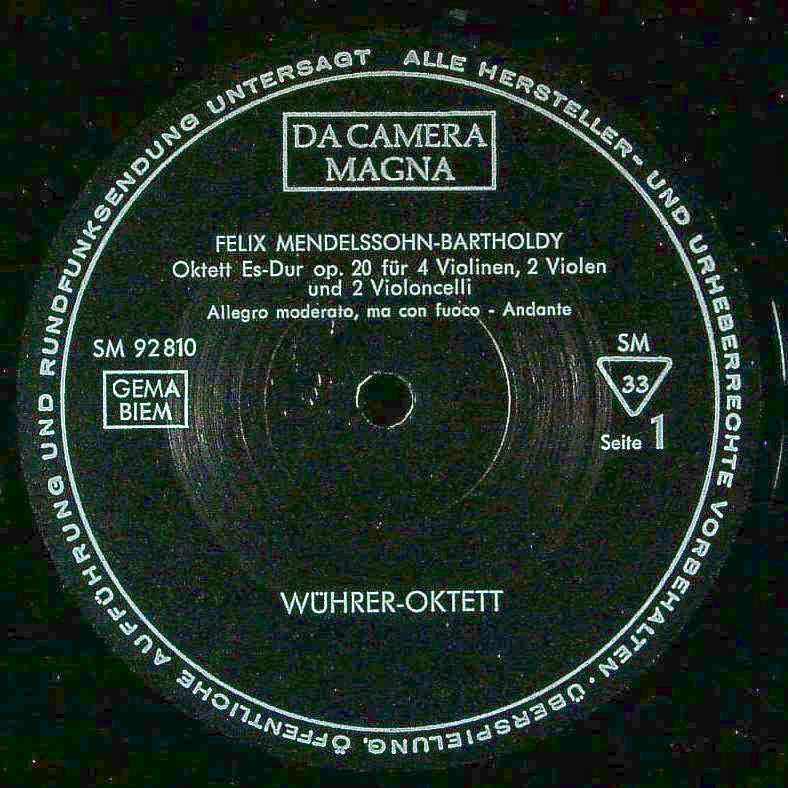 ALLE HERSTELLER- UND URHEBERRECHTE VORBEHALTEN · ÜBERSPIELUNG, ÖFFENTLICHE AUFFÜHRUNG UND RUNDFUNKSENDUNG UNTERSAGT
DA CAMERA
MAGNA
FELIX MENDELSSOHN-BARTHOLDY
Oktett Es-Dur op. 20 für 4 Violinen, 2 Violen
und 2 Violoncelli
Allegro moderato, ma con fuoco - Andante
SM 92810
GEMA
BIEM
SM
33
Seite 1
WÜHRER-OKTETT